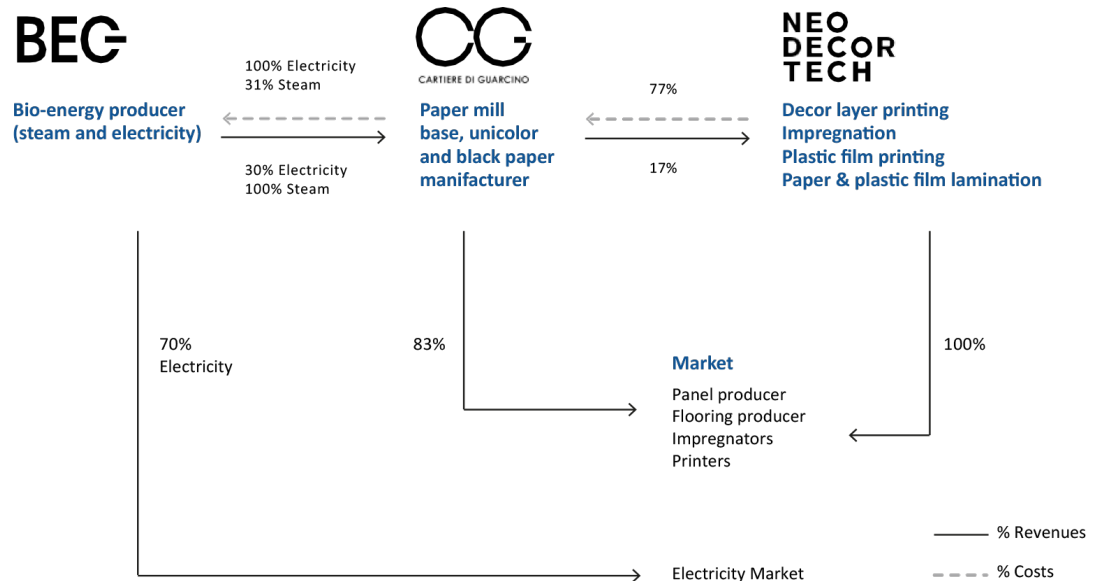 BEG
Bio-energy producer
(steam and electricity)
100% Electricity
31% Steam
30% Electricity
100% Steam
CG
CARTIERE DI GUARCINO
Paper mill
base, unicolor
and black paper
manifacturer
77%
17%
NEO
DECOR
TECH
Decor layer printing
Impregnation
Plastic film printing
Paper & plastic film lamination
70%
Electricity
83%
100%
Market
Panel producer
Flooring producer
Impregnators
Printers
Electricity Market
% Revenues
% Costs